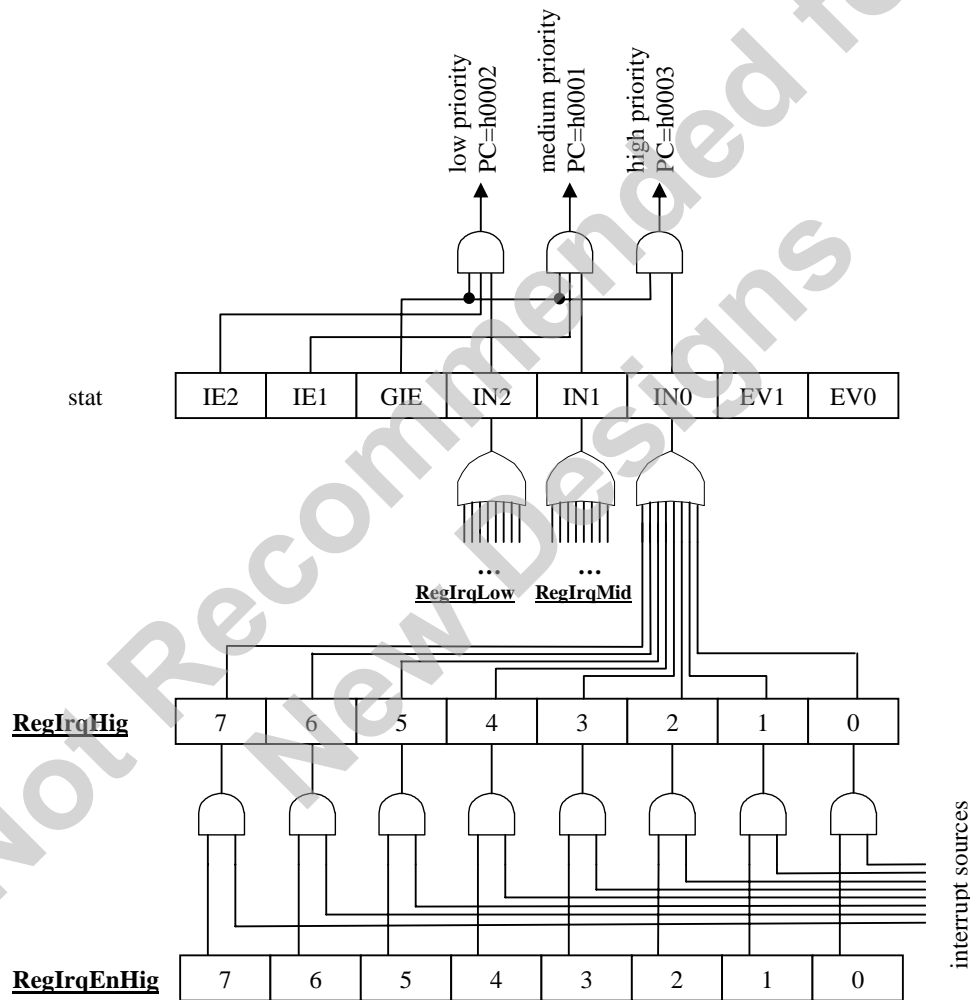 low priority
PC=h0002
medium priority
PC=h0001
high priority
PC=h0003
stat IE2 IE1 GIE IN2 IN1 IN0 EV1 EV0
... ...
RegIrqLow RegIrqMid
RegIrqHig 7 6 5 4 3 2 1 0
interrupt sources
RegIrqEnHig 7 6 5 4 3 2 1 0
Not Recommended fo
New Designs